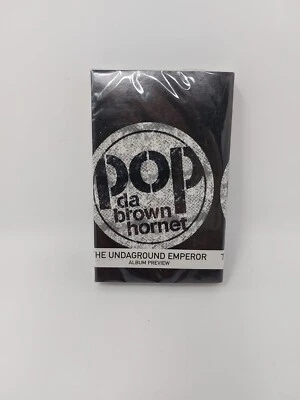 pop
da
brown
hornet
THE UNDAGROUND EMPEROR
ALBUM PREVIEW
T